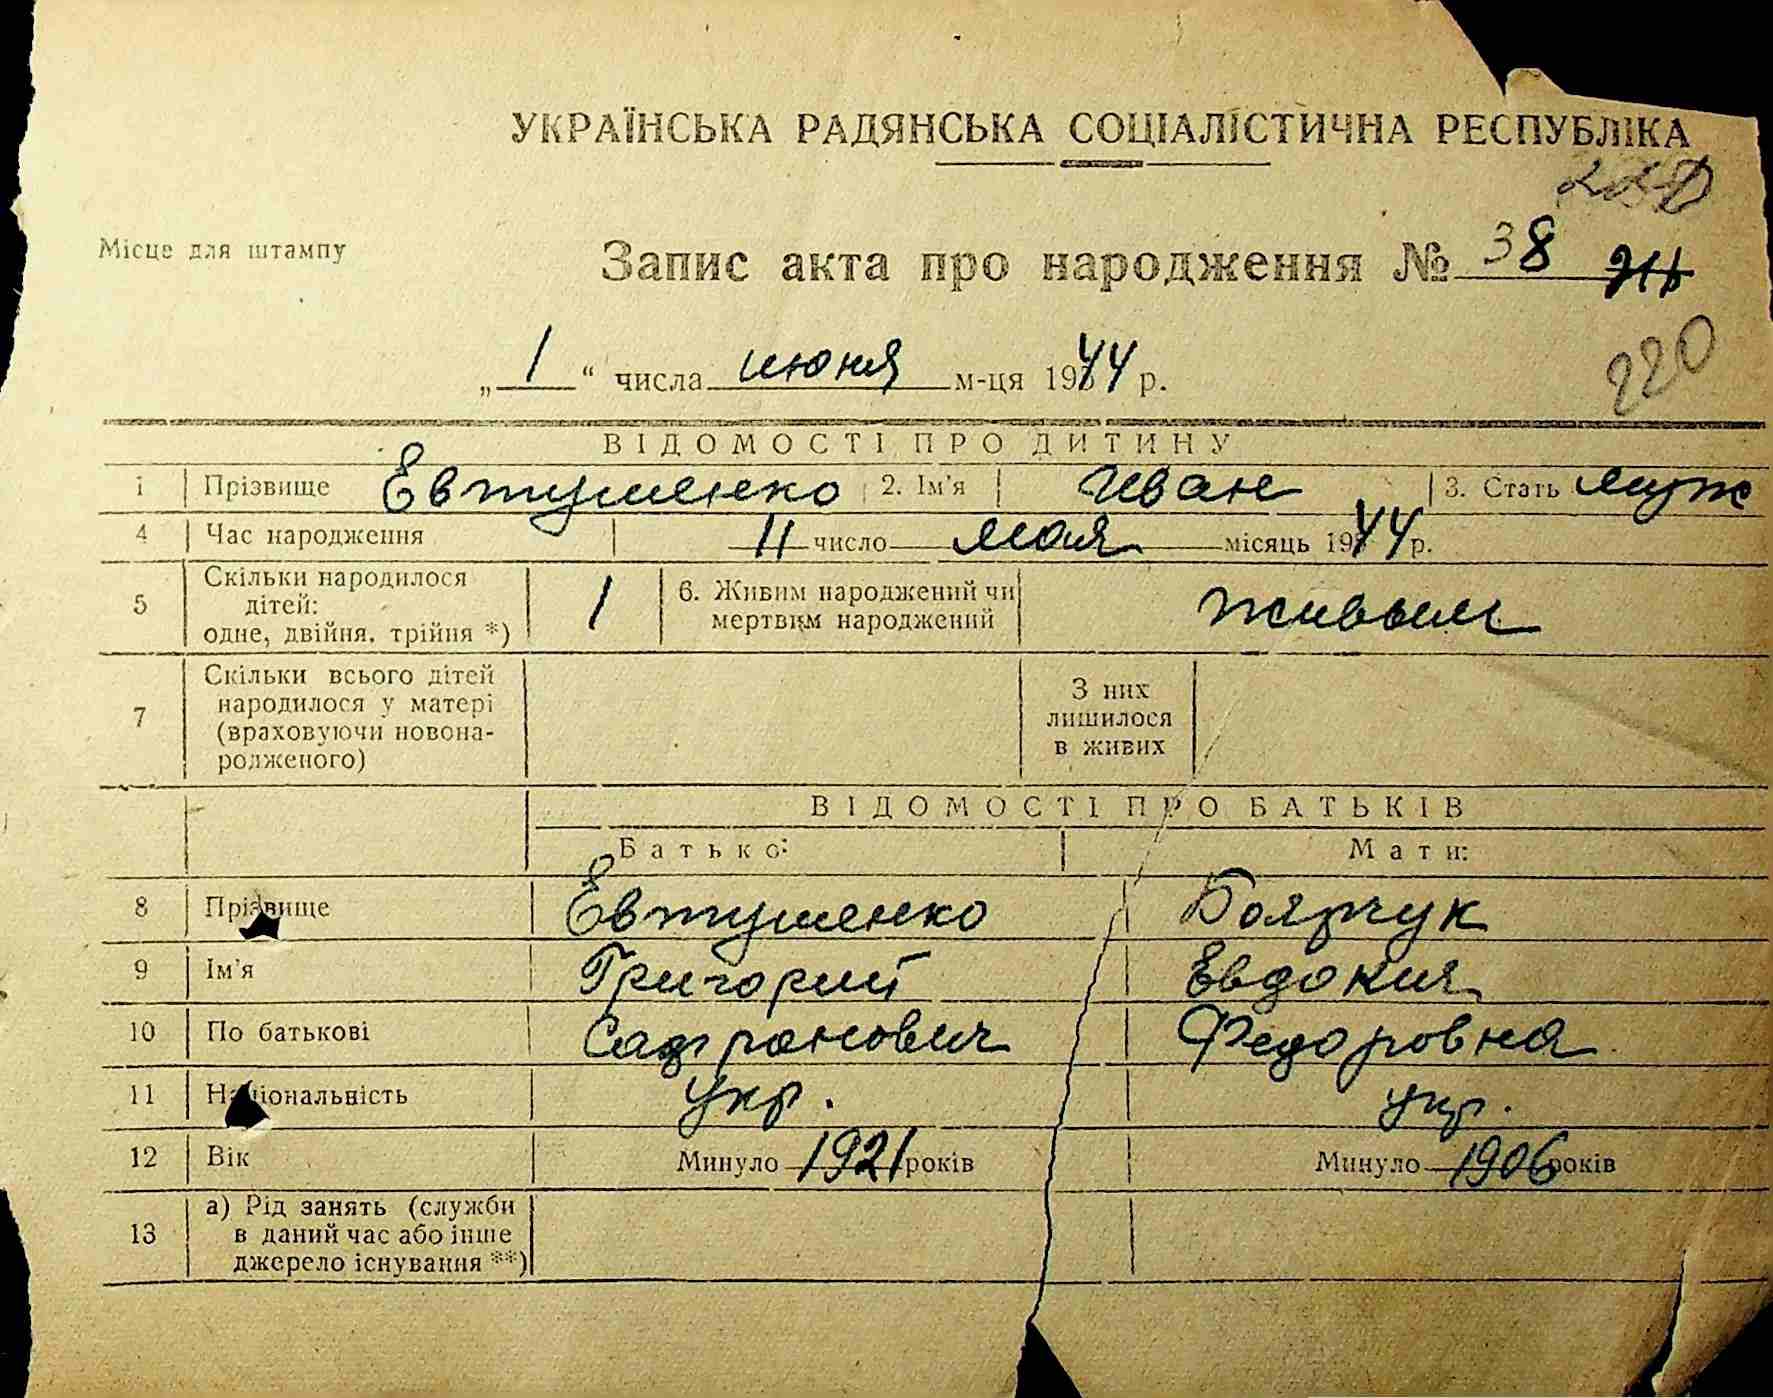 УКРАЇНСЬКА РАДЯНСЬКА СОЦІАЛІСТИЧНА РЕСПУБЛІКА
Місце для штампу
Запис акта про народження № 38
220
„1“ числа июня м-ця 1944 р.
ВІДОМОСТІ ПРО ДИТИНУ
1 Прізвище Евтушенко 2. Ім'я Иван 3. Стать муж
4 Час народження 11 число мая місяць 1944 р.
5 Скільки народилося дітей: одне, двійня, трійня *) 1 6. Живим народжений чи мертвим народжений живым
7 Скільки всього дітей народилося у матері (враховуючи новонародженого) З них лишилося в живих
ВІДОМОСТІ ПРО БАТЬКІВ
Батько: Мати:
8 Прізвище Евтушенко Боярчук
9 Ім'я Григорий Евдокия
10 По батькові Федоровна
11 Національність укр. укр.
12 Вік Минуло 1921 років Минуло 1906 років
13 а) Рід занять (служби в даний час або інше джерело існування **)